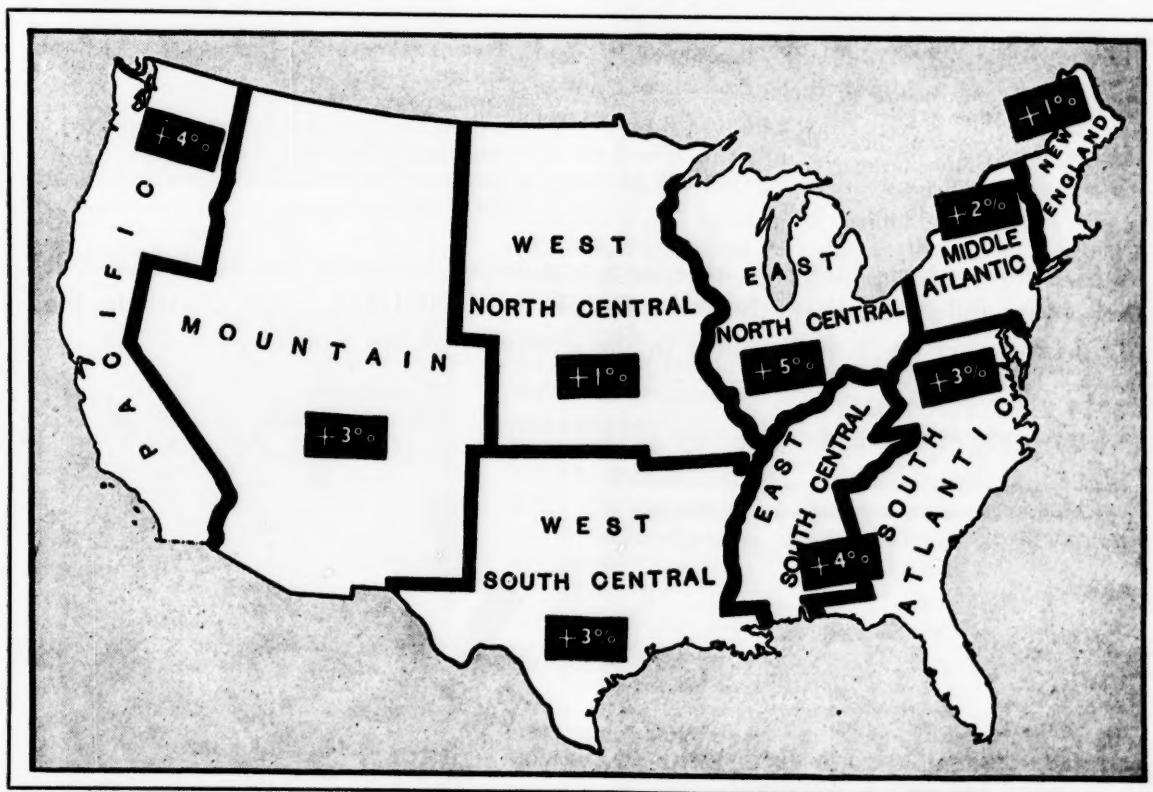 +4%
PACIFIC
MOUNTAIN
+3%
WEST
NORTH CENTRAL
+1%
WEST
SOUTH CENTRAL
+3%
EAST
NORTH CENTRAL
+5%
EAST
SOUTH CENTRAL
+4%
SOUTH
ATLANTIC
+3%
+2%
MIDDLE
ATLANTIC
+1%
NEW
ENGLAND